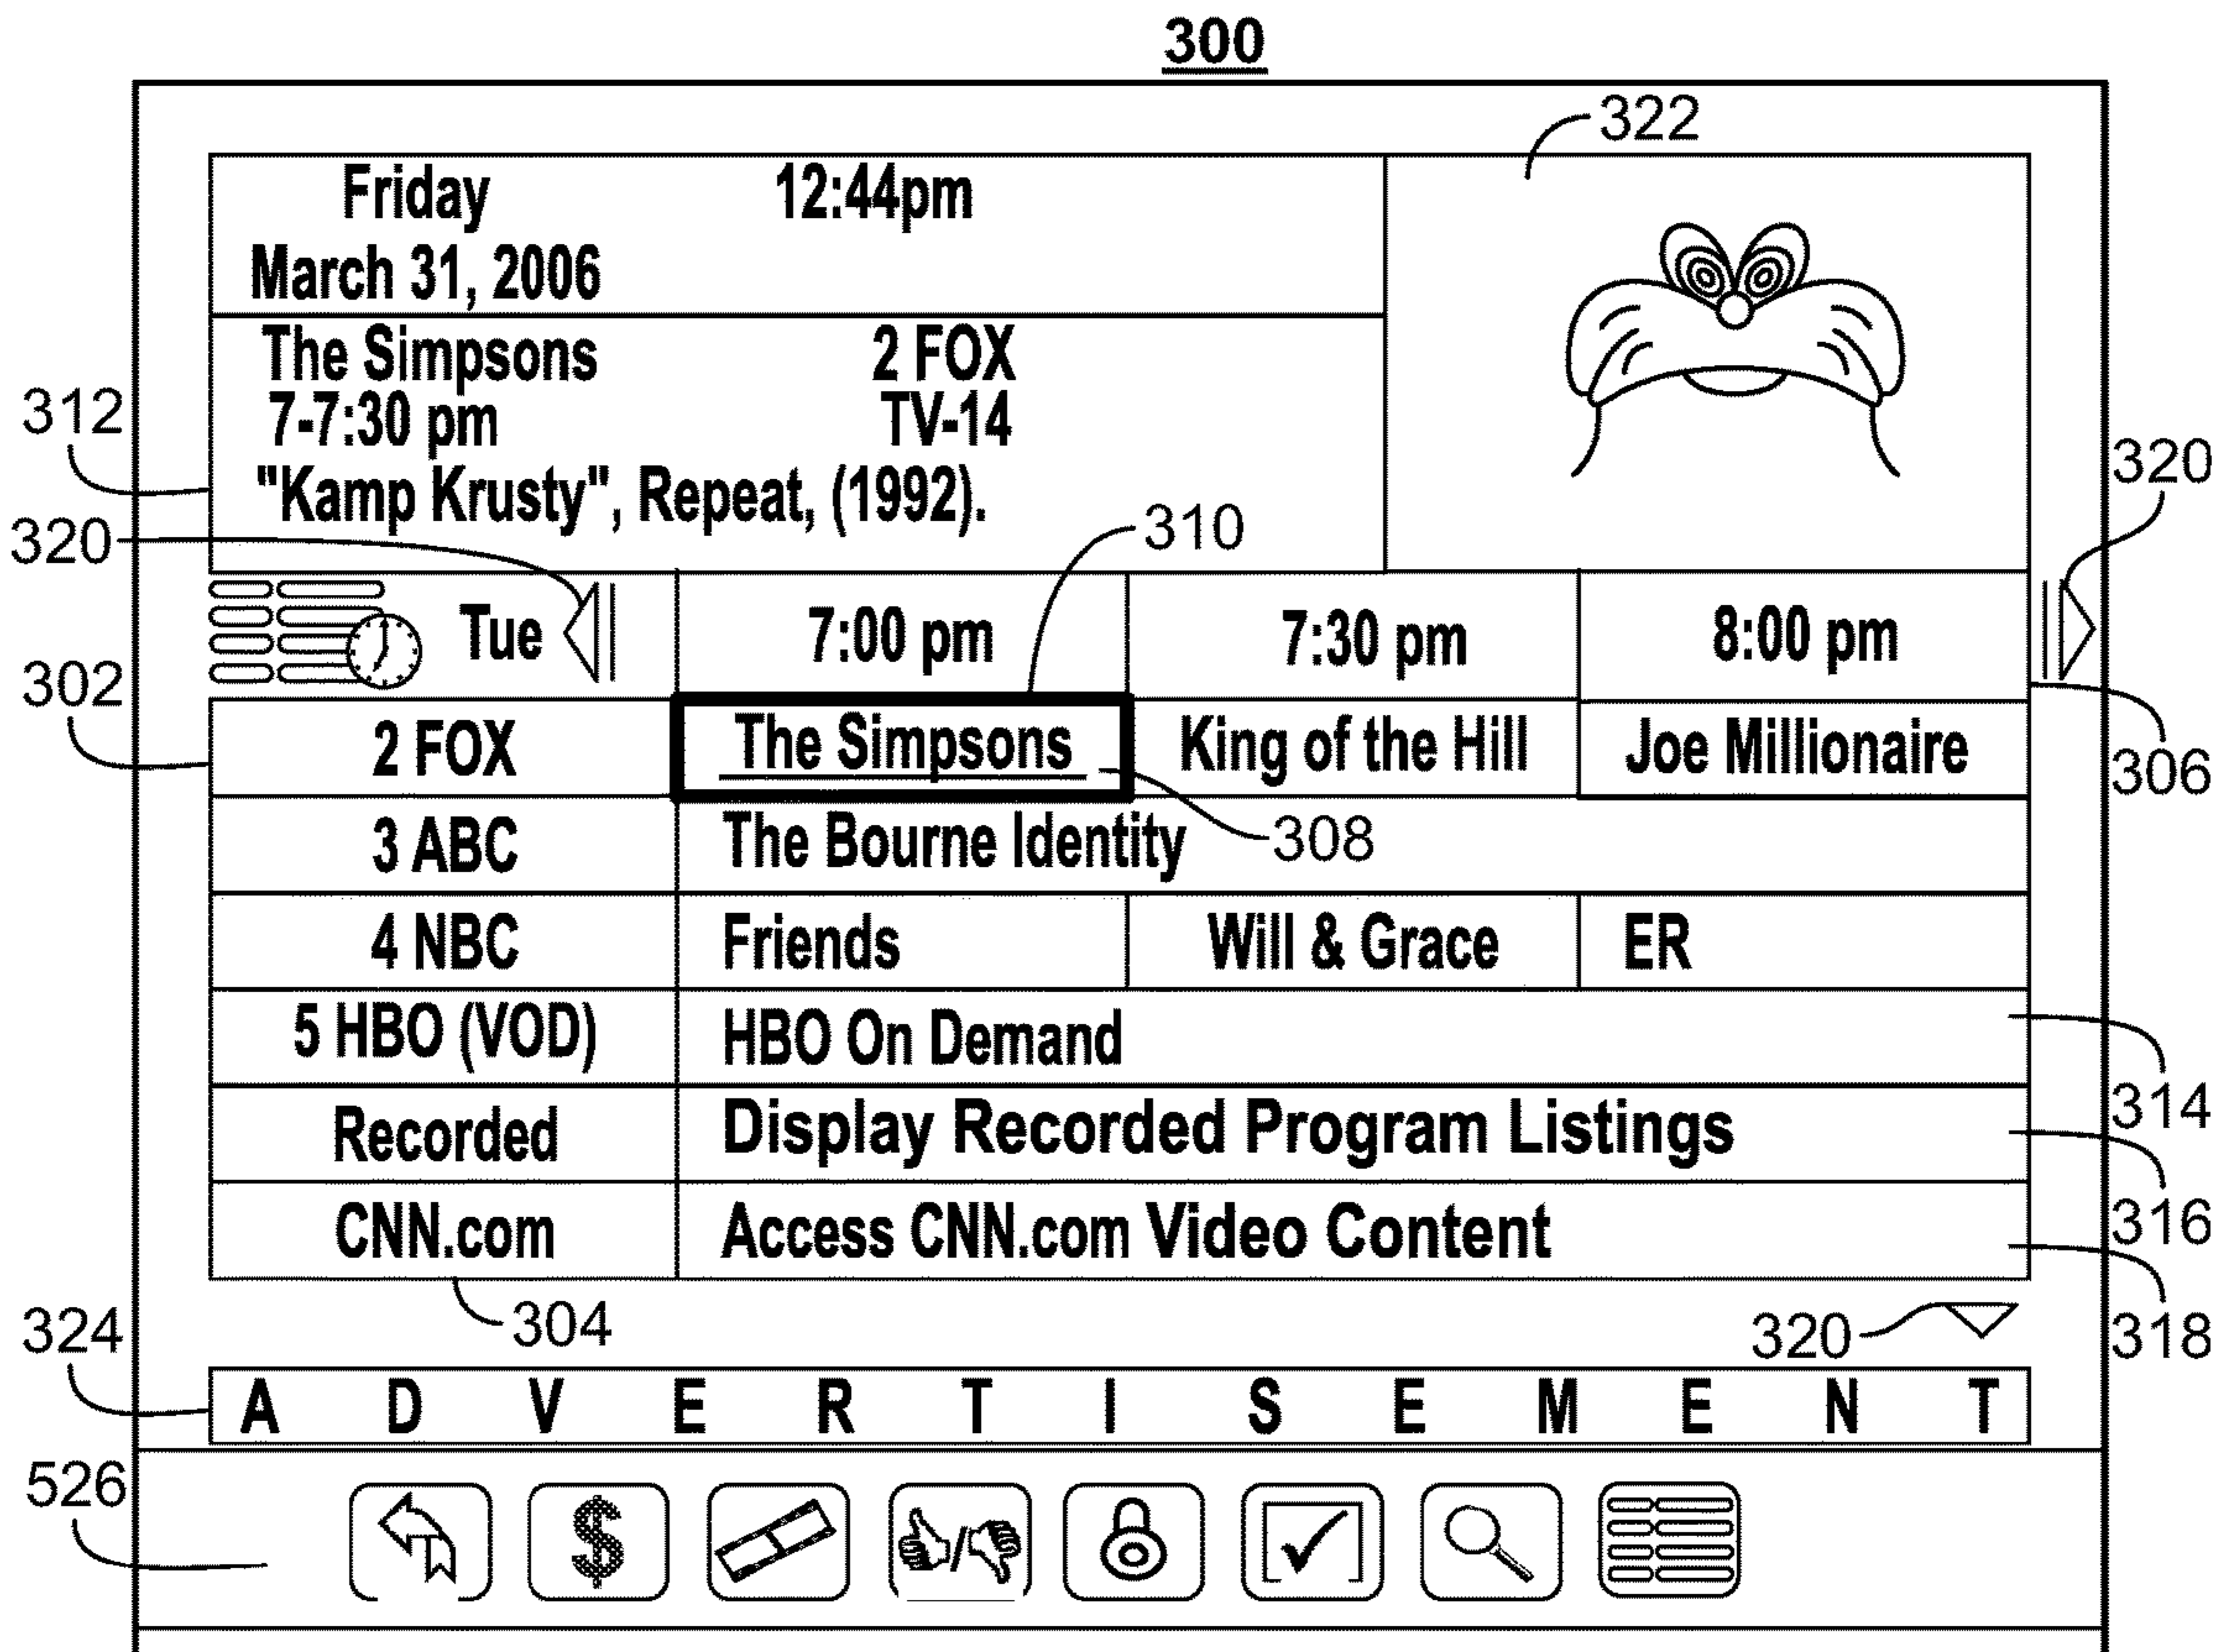 300
322
Friday 12:44pm
March 31, 2006
The Simpsons 2 FOX
312
7-7:30 pm TV-14
320
"Kamp Krusty", Repeat, (1992).
320
310
Tue 7:00 pm 7:30 pm 8:00 pm
302
2 FOX The Simpsons King of the Hill Joe Millionaire
306
3 ABC The Bourne Identity 308
4 NBC Friends Will & Grace ER
5 HBO (VOD) HBO On Demand
314
Recorded Display Recorded Program Listings
316
CNN.com Access CNN.com Video Content
324 304 320 318
A D V E R T I S E M E N T
526
$ /